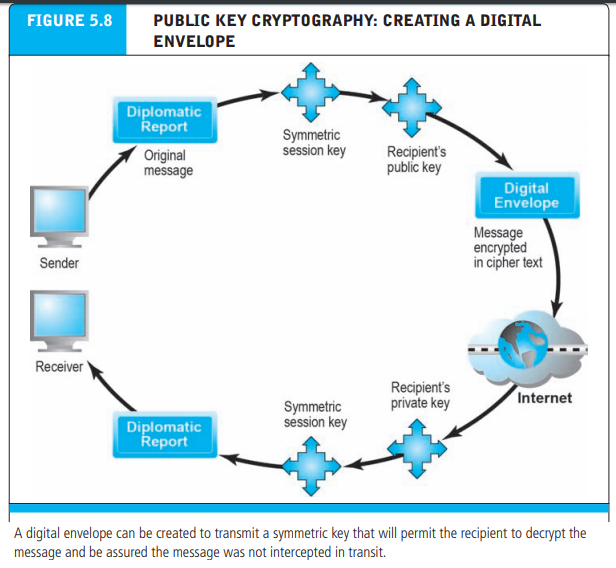 FIGURE 5.8
PUBLIC KEY CRYPTOGRAPHY: CREATING A DIGITAL
ENVELOPE
Diplomatic
Report
Original
message
Symmetric
session key
Recipient's
public key
Digital
Envelope
Message
encrypted
in cipher text
Sender
Internet
Recipient's
private key
Symmetric
session key
Diplomatic
Report
Receiver
A digital envelope can be created to transmit a symmetric key that will permit the recipient to decrypt the
message and be assured the message was not intercepted in transit.